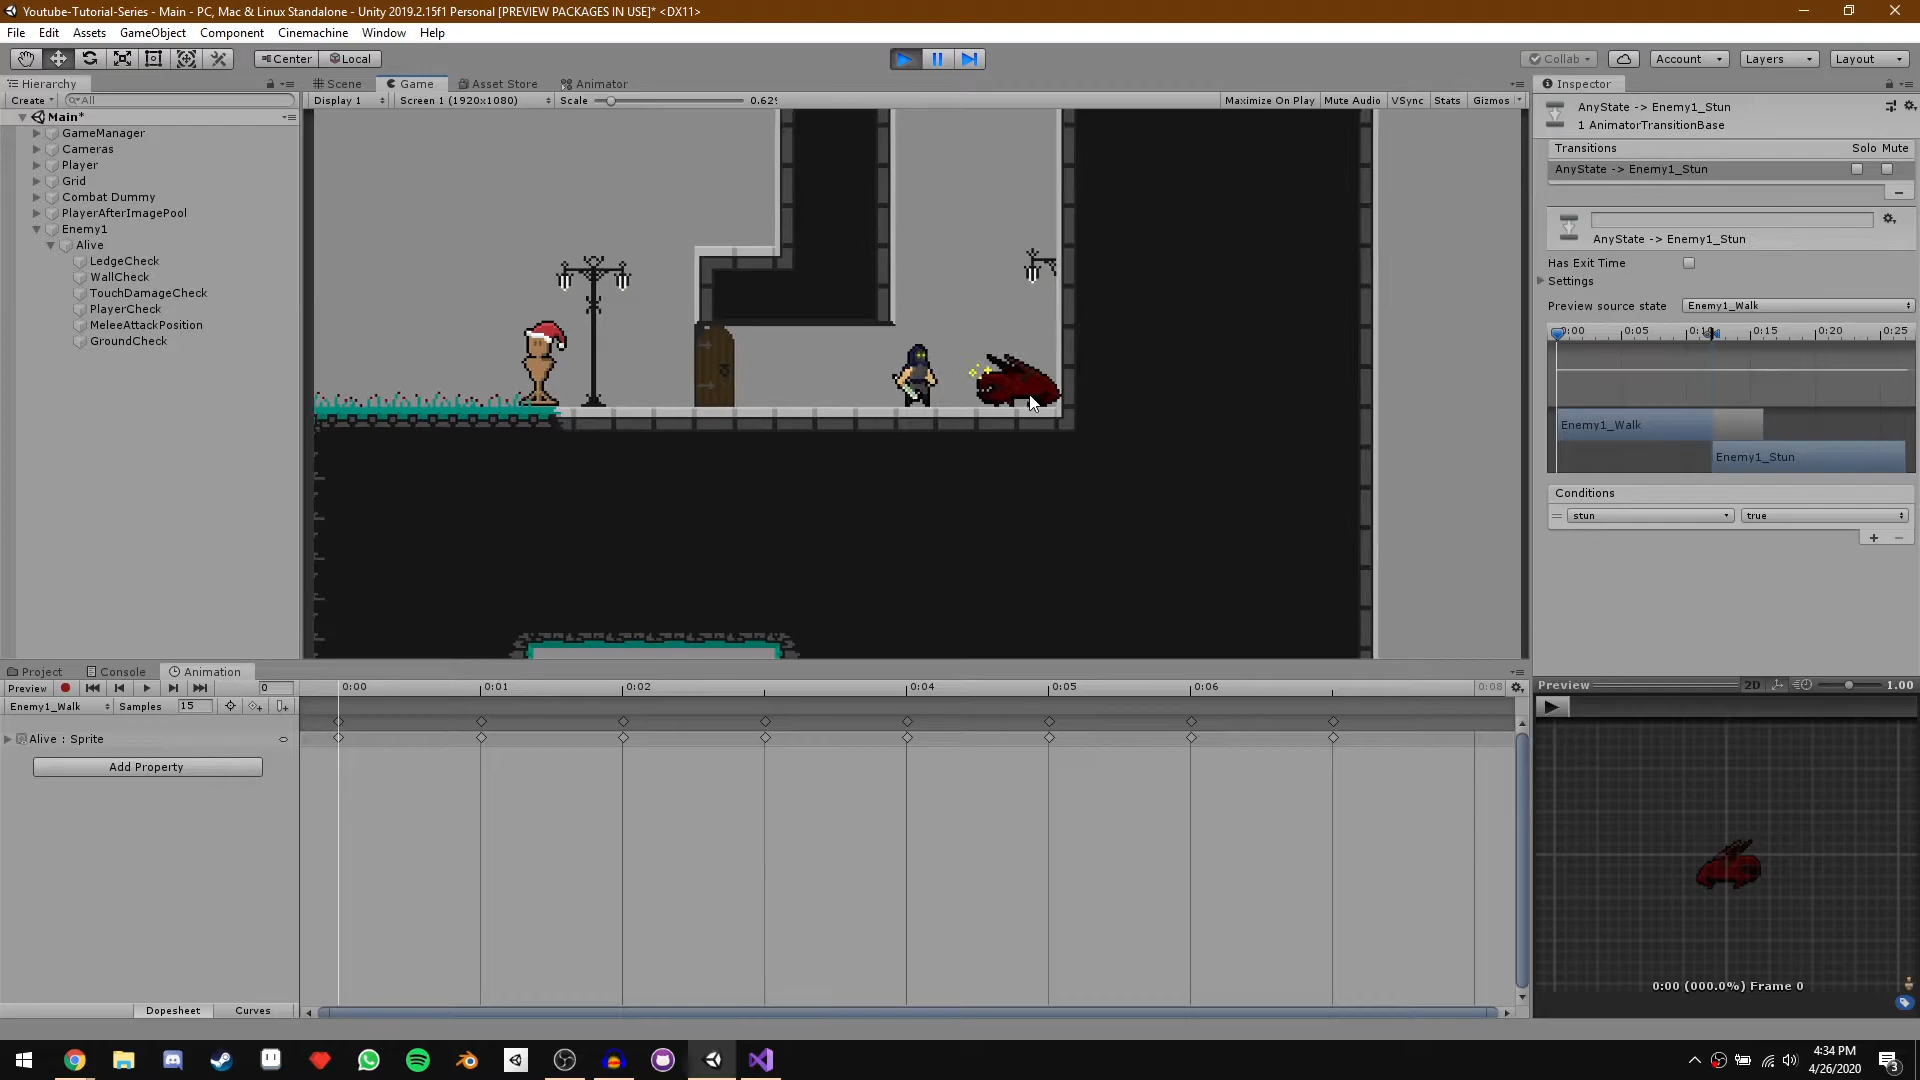 Youtube-Tutorial-Series - Main - PC, Mac & Linux Standalone - Unity 2019.2.15f1 Personal [PREVIEW PACKAGES IN USE]* <DX11>
File Edit Assets GameObject Component Cinemachine Window Help
Center Local Collab Account Layers Layout
Hierarchy Scene Game Asset Store Animator Inspector
Create All Display 1 Screen 1 (1920x1080) Scale Maximize On Play Mute Audio VSync Stats Gizmos
Main*
GameManager
Cameras
Player
Grid
Combat Dummy
PlayerAfterImagePool
Enemy1
Alive
LedgeCheck
WallCheck
TouchDamageCheck
PlayerCheck
MeleeAttackPosition
GroundCheck
AnyState -> Enemy1_Stun
1 AnimatorTransitionBase
Transitions Solo Mute
AnyState -> Enemy1_Stun
AnyState -> Enemy1_Stun
Has Exit Time
Settings
Preview source state Enemy1_Walk
0:05 0:15 0:20 0:25
Enemy1_Walk
Enemy1_Stun
Conditions
stun true
+ -
Project Console Animation
Preview 0 0:00 0:01 0:02 0:04 0:05 0:06 0:08
Enemy1_Walk Samples 15
Alive : Sprite
Add Property
Dopesheet Curves
Preview 2D 1.00
0:00 (000.0%) Frame 0
4:34 PM
4/26/2020
3